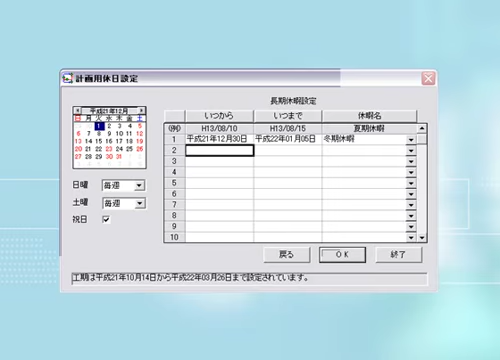 計画用休日設定
平成21年12月
日 月 火 水 木 金 土
1 2 3 4 5
6 7 8 9 10 11 12
13 14 15 16 17 18 19
20 21 22 23 24 25 26
27 28 29 30 31
日曜 毎週
土曜 毎週
祝日
長期休暇設定
いつから いつまで 休暇名
(例) H13/08/10 H13/08/15 夏期休暇
1 平成21年12月30日 平成22年01月05日 冬期休暇
2
3
4
5
6
7
8
9
10
戻る OK 終了
工期は平成21年10月14日から平成22年03月26日まで設定されています。